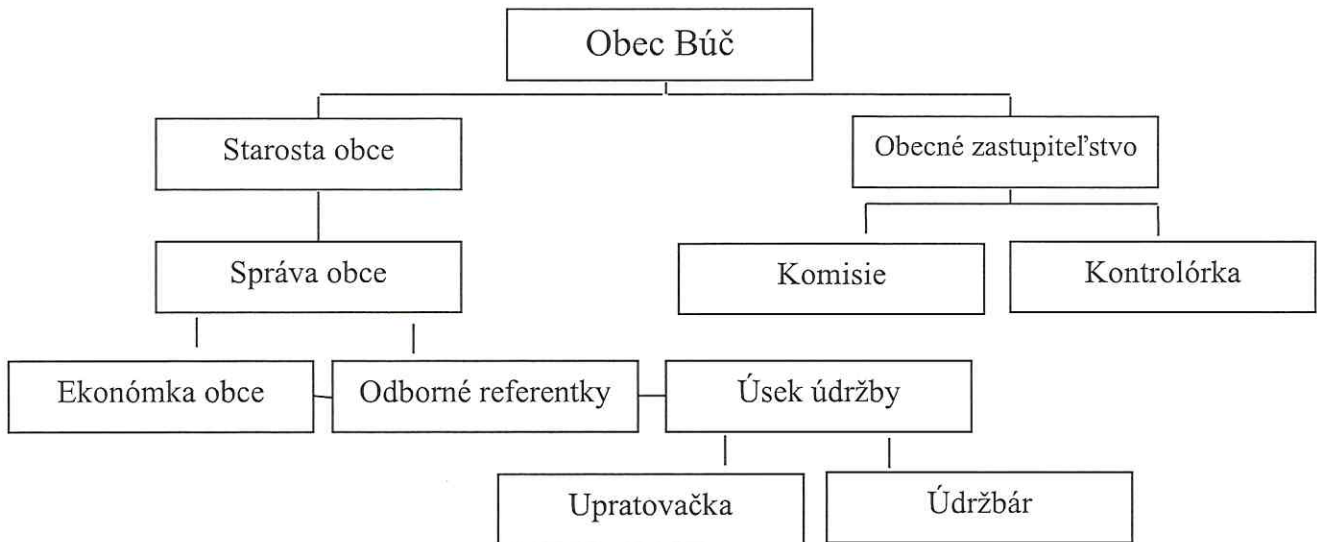 Obec Búč
Starosta obce
Obecné zastupiteľstvo
Správa obce
Komisie
Kontrolórka
Ekonómka obce
Odborné referentky
Úsek údržby
Upratovačka
Údržbár